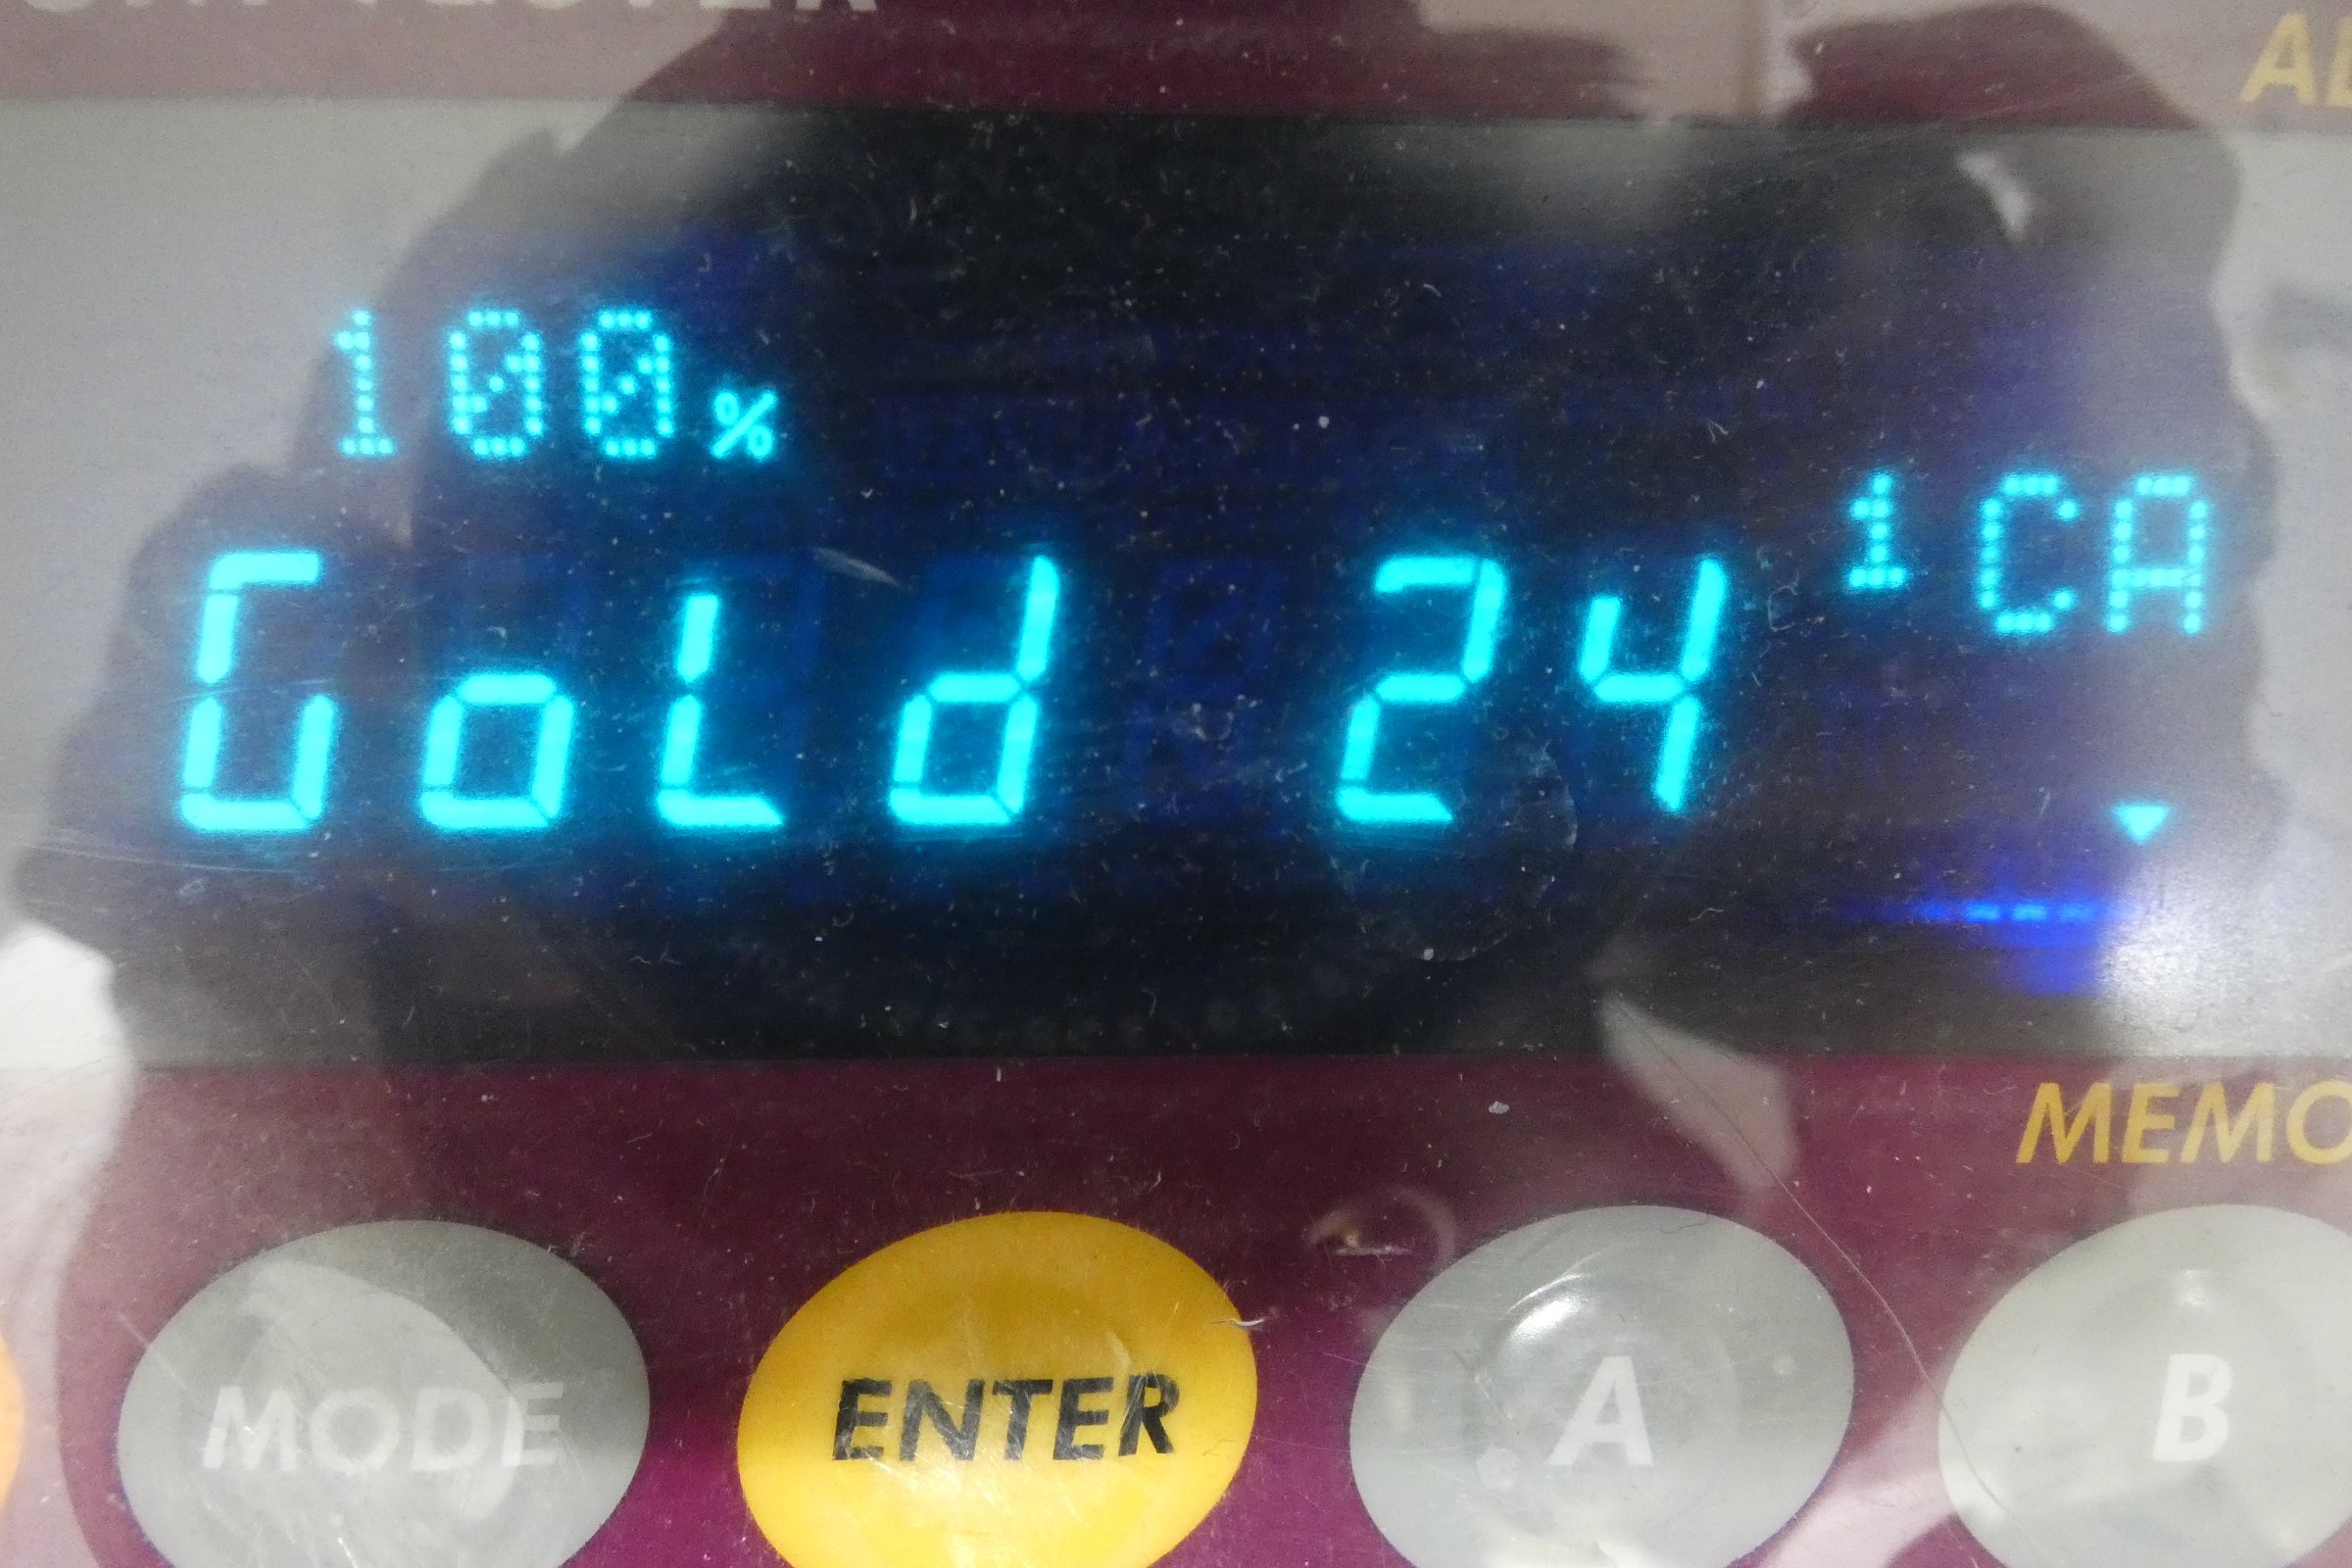 100%
GoLd 24 1CA
MEMO
MODE ENTER A B